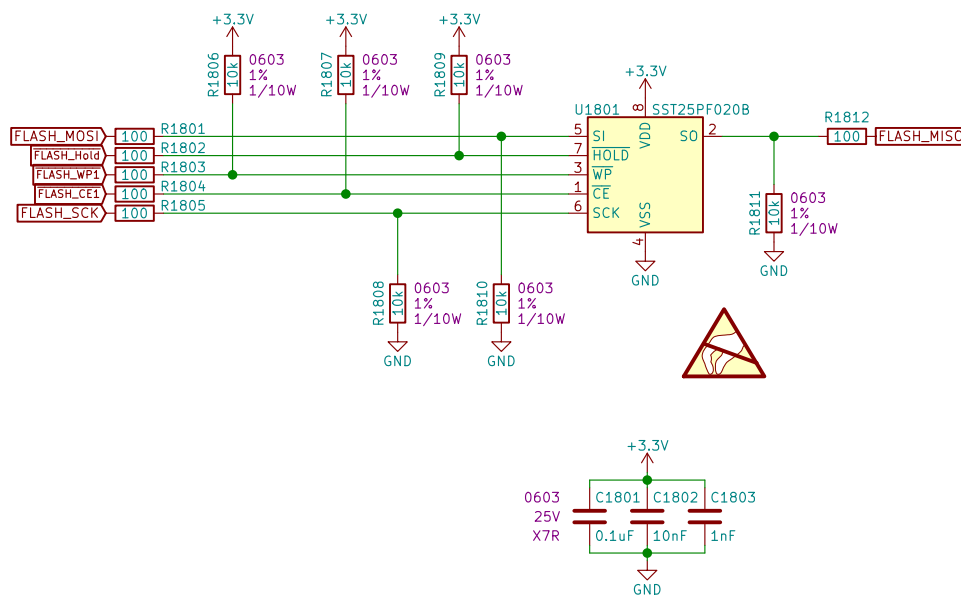 +3.3V
+3.3V
+3.3V
R1806
10k
0603
1%
1/10W
R1807
10k
0603
1%
1/10W
R1809
10k
0603
1%
1/10W
+3.3V
U1801
SST25PF020B
FLASH_MOSI
100
R1801
FLASH_Hold
100
R1802
FLASH_WP1
100
R1803
FLASH_CE1
100
R1804
FLASH_SCK
100
R1805
5
SI
7
HOLD
3
WP
1
CE
6
SCK
8
VDD
SO
2
VSS
4
GND
R1812
100
FLASH_MISO
R1811
10k
0603
1%
1/10W
GND
R1808
10k
0603
1%
1/10W
GND
R1810
10k
0603
1%
1/10W
GND
+3.3V
0603
25V
X7R
C1801
0.1uF
C1802
10nF
C1803
1nF
GND